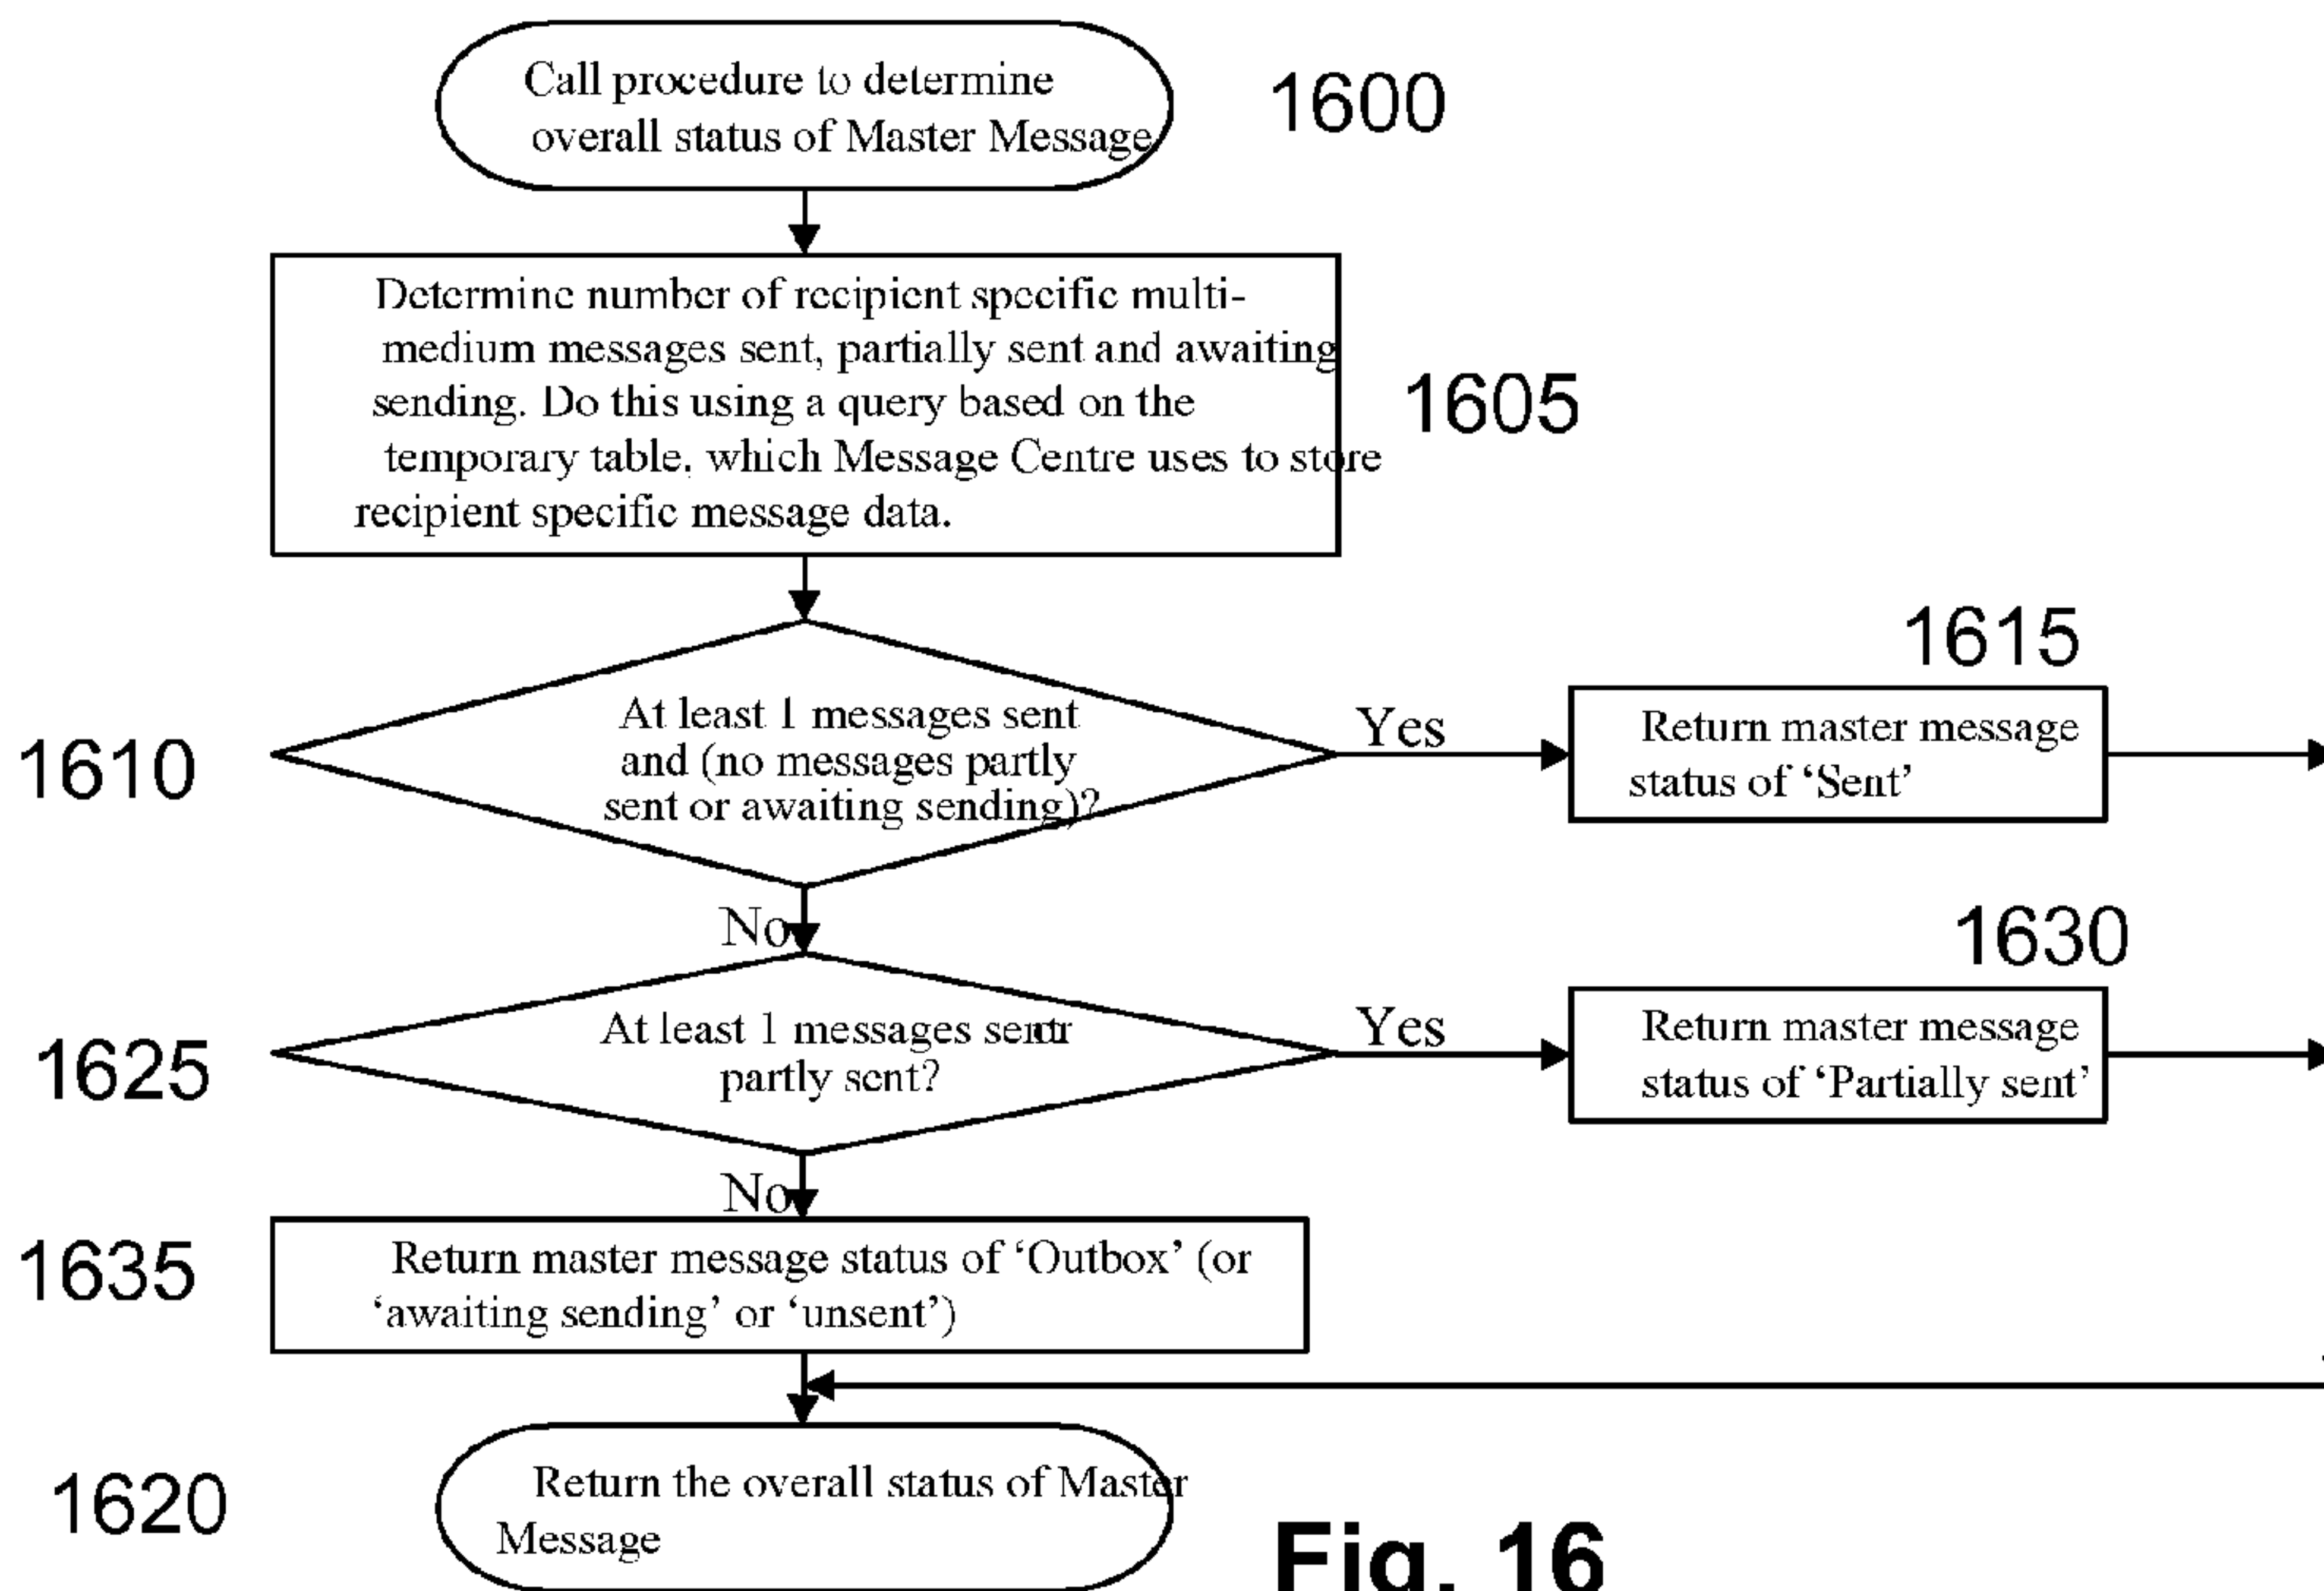 Call procedure to determine
overall status of Master Message
1600
Determine number of recipient specific multi-
medium messages sent, partially sent and awaiting
sending. Do this using a query based on the
temporary table, which Message Centre uses to store
recipient specific message data.
1605
1610
At least 1 messages sent
and (no messages partly
sent or awaiting sending)?
Yes
1615
Return master message
status of ‘Sent’
No
1625
At least 1 messages
partly sent?
Yes
1630
Return master message
status of ‘Partially sent’
No
1635
Return master message status of ‘Outbox’ (or
‘awaiting sending’ or ‘unsent’)
1620
Return the overall status of Master
Message
Fig. 16